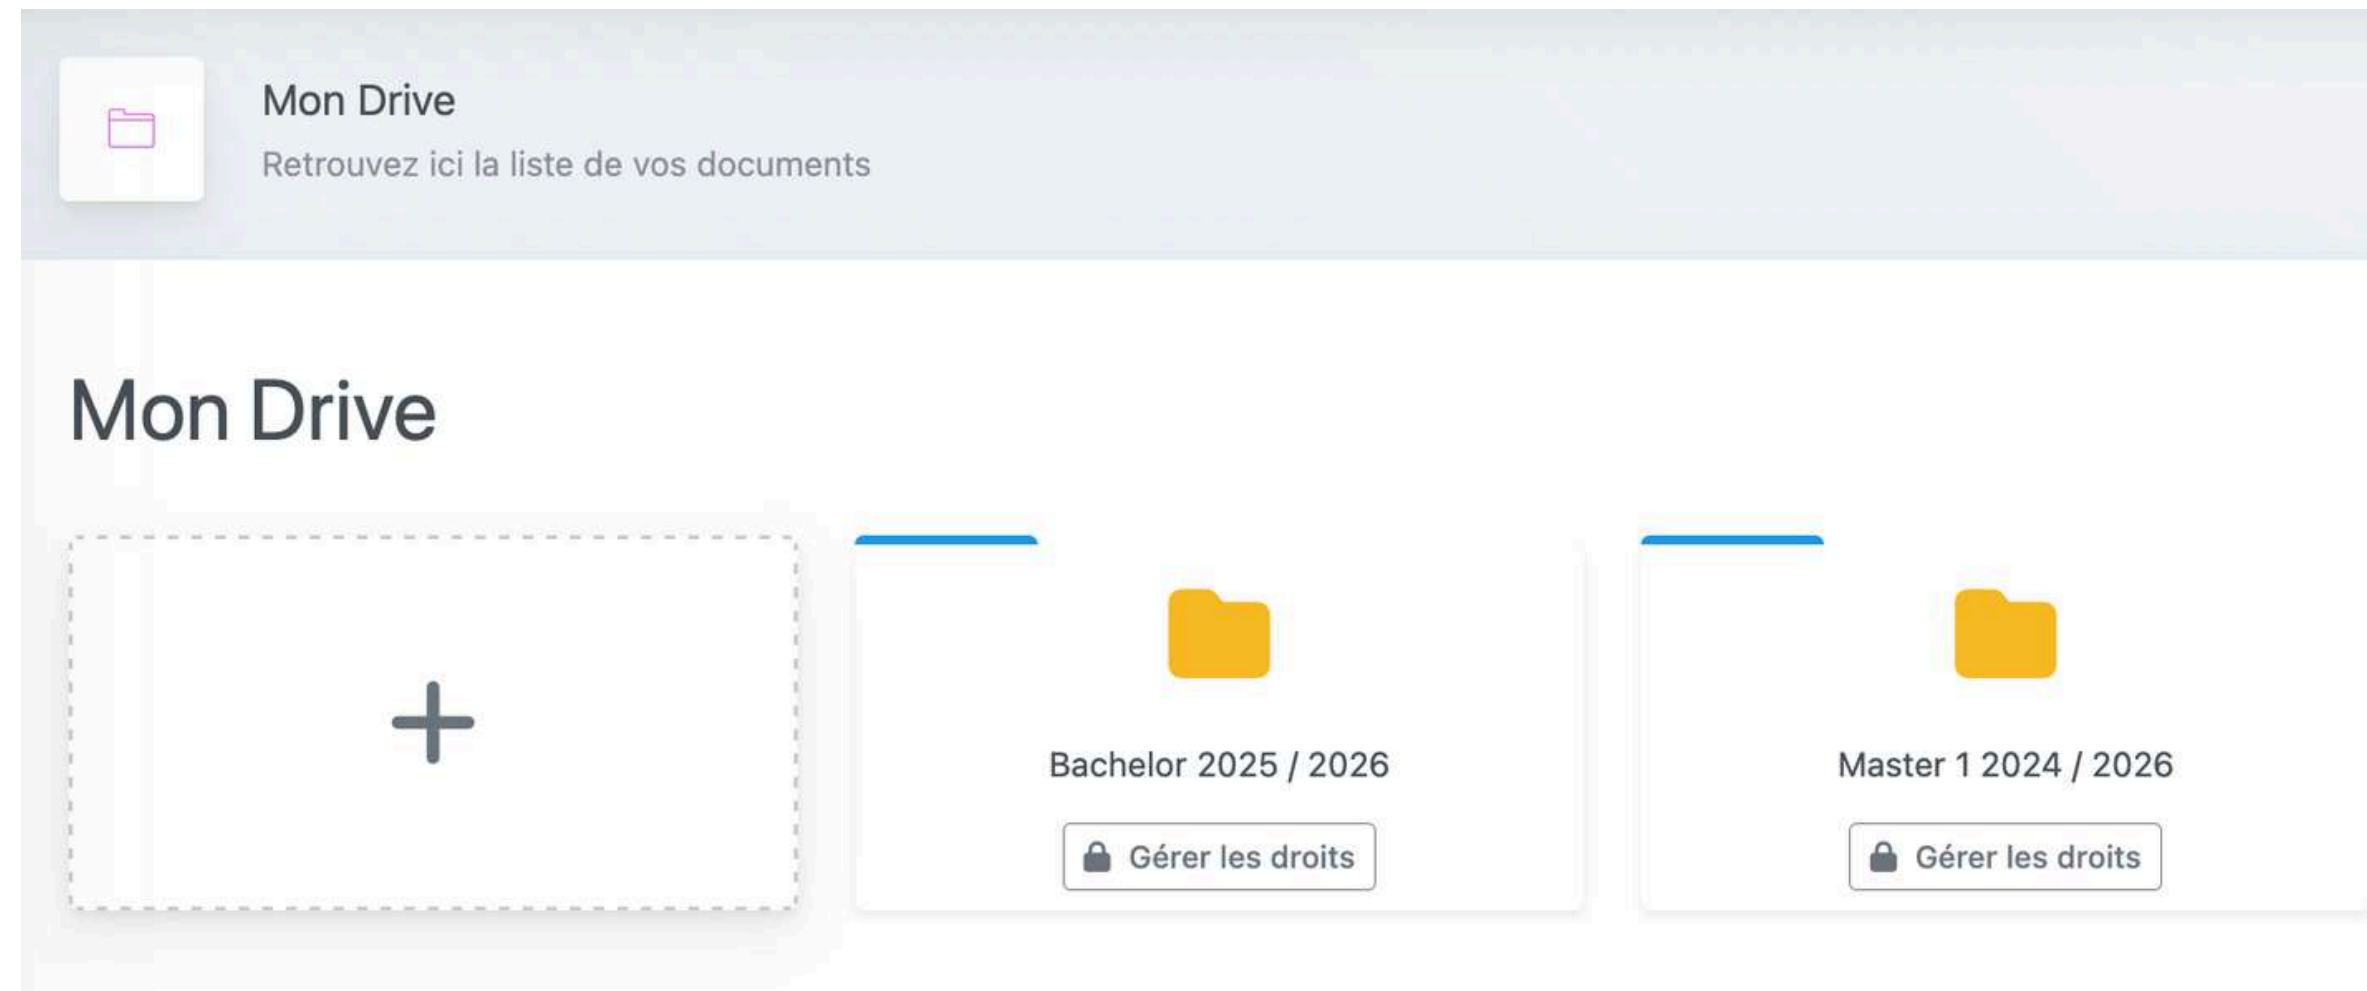 Mon Drive
Retrouvez ici la liste de vos documents
Mon Drive
Bachelor 2025 / 2026
Master 1 2024 / 2026
Gérer les droits
Gérer les droits